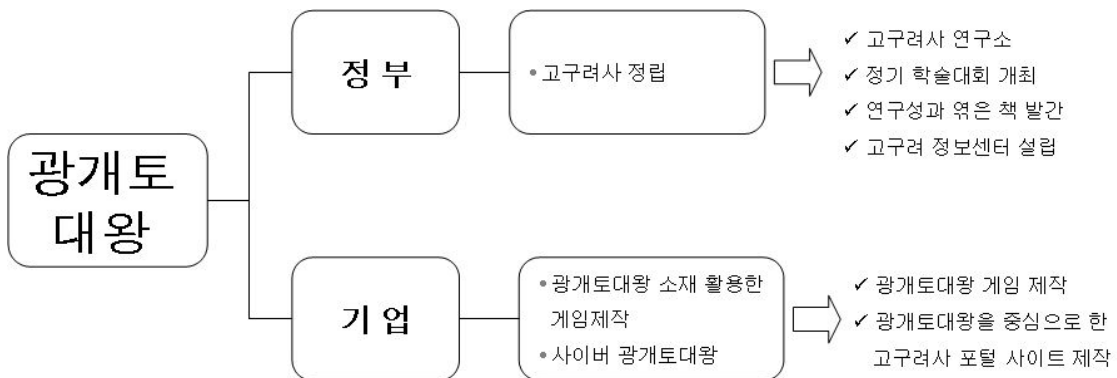 광개토
대왕
정 부
• 고구려사 정립
✓ 고구려사 연구소
✓ 정기 학술대회 개최
✓ 연구성과 엮은 책 발간
✓ 고구려 정보센터 설립
기 업
• 광개토대왕 소재 활용한
게임제작
• 사이버 광개토대왕
✓ 광개토대왕 게임 제작
✓ 광개토대왕을 중심으로 한
고구려사 포털 사이트 제작